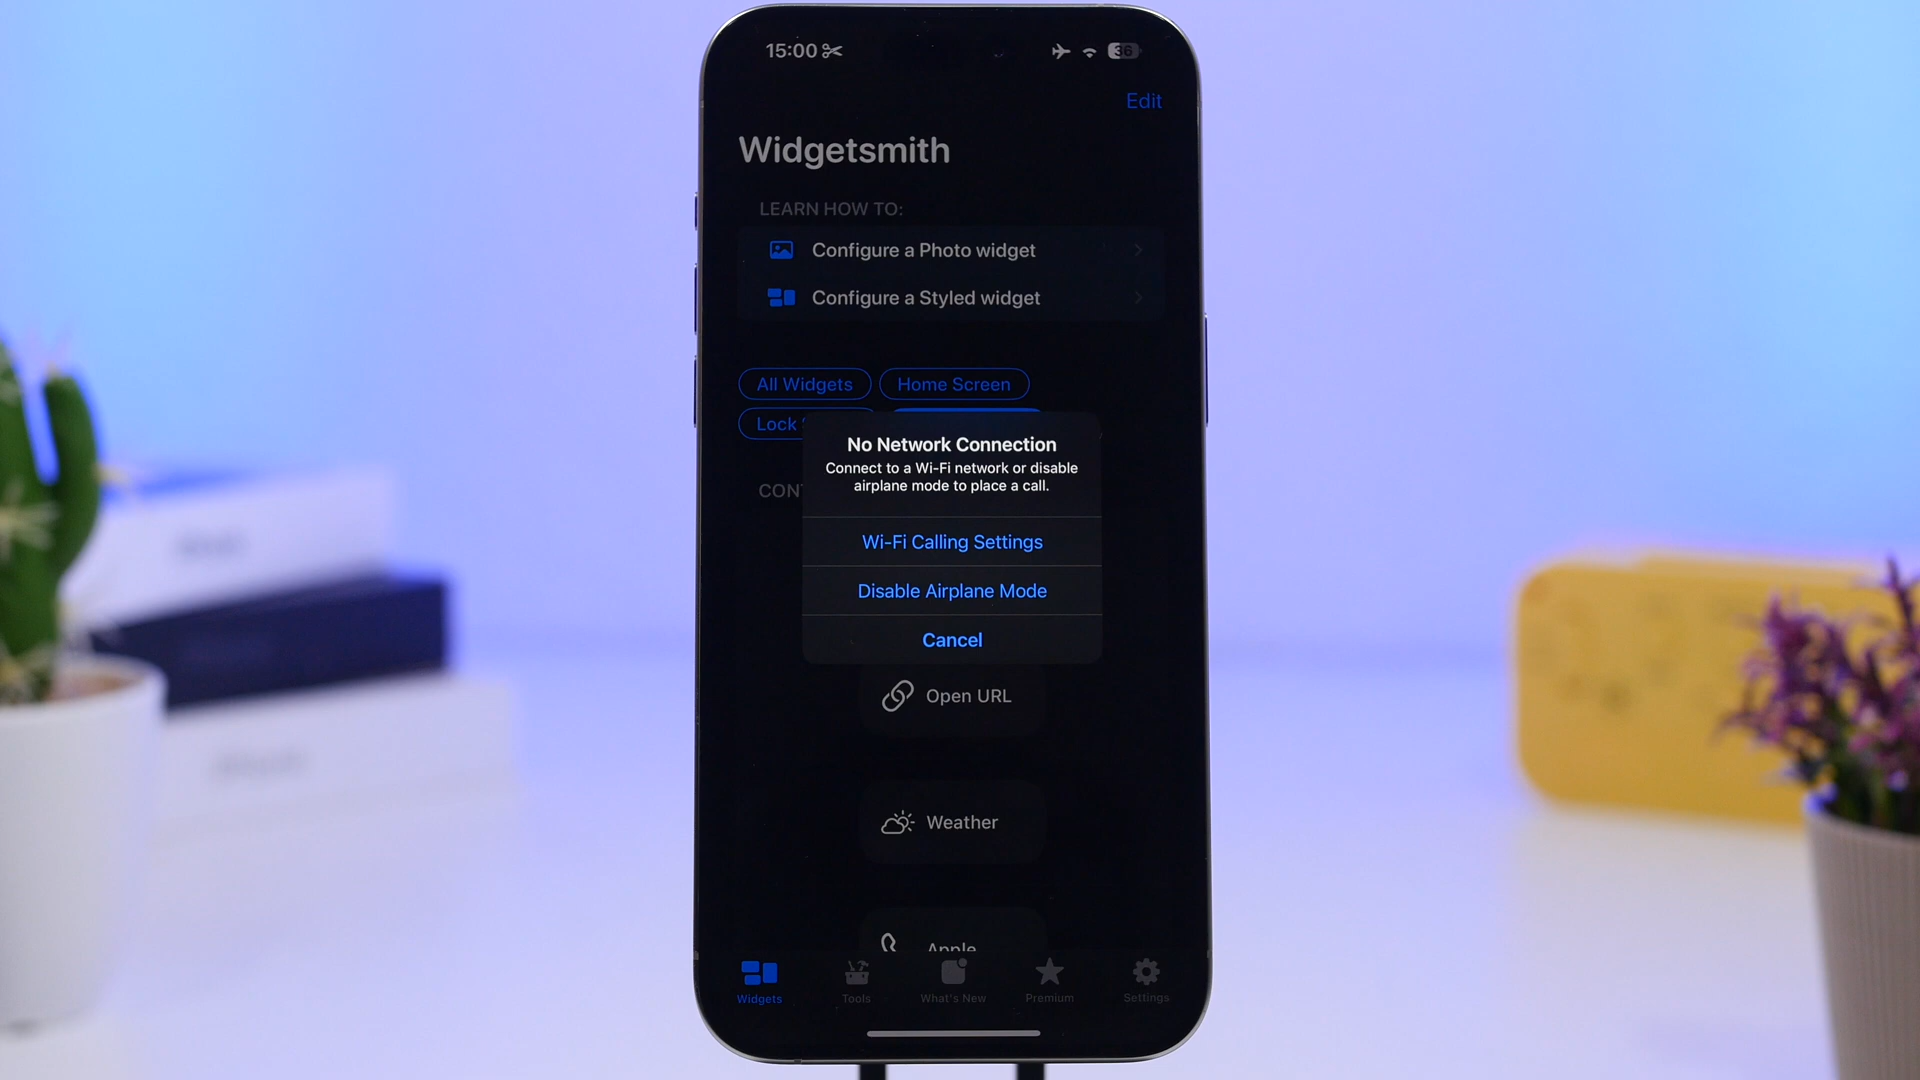 15:00
36
Edit
Widgetsmith
LEARN HOW TO:
Configure a Photo widget
Configure a Styled widget
All Widgets
Home Screen
Lock
No Network Connection
Connect to a Wi-Fi network or disable
airplane mode to place a call.
Wi-Fi Calling Settings
Disable Airplane Mode
Cancel
Open URL
Weather
Apple
Widgets
Tools
What's New
Premium
Settings